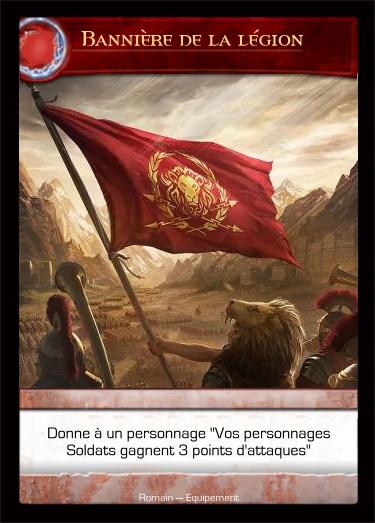 Bannière de la légion
Donne à un personnage "Vos personnages
Soldats gagnent 3 points d'attaques"
Romain — Equipement